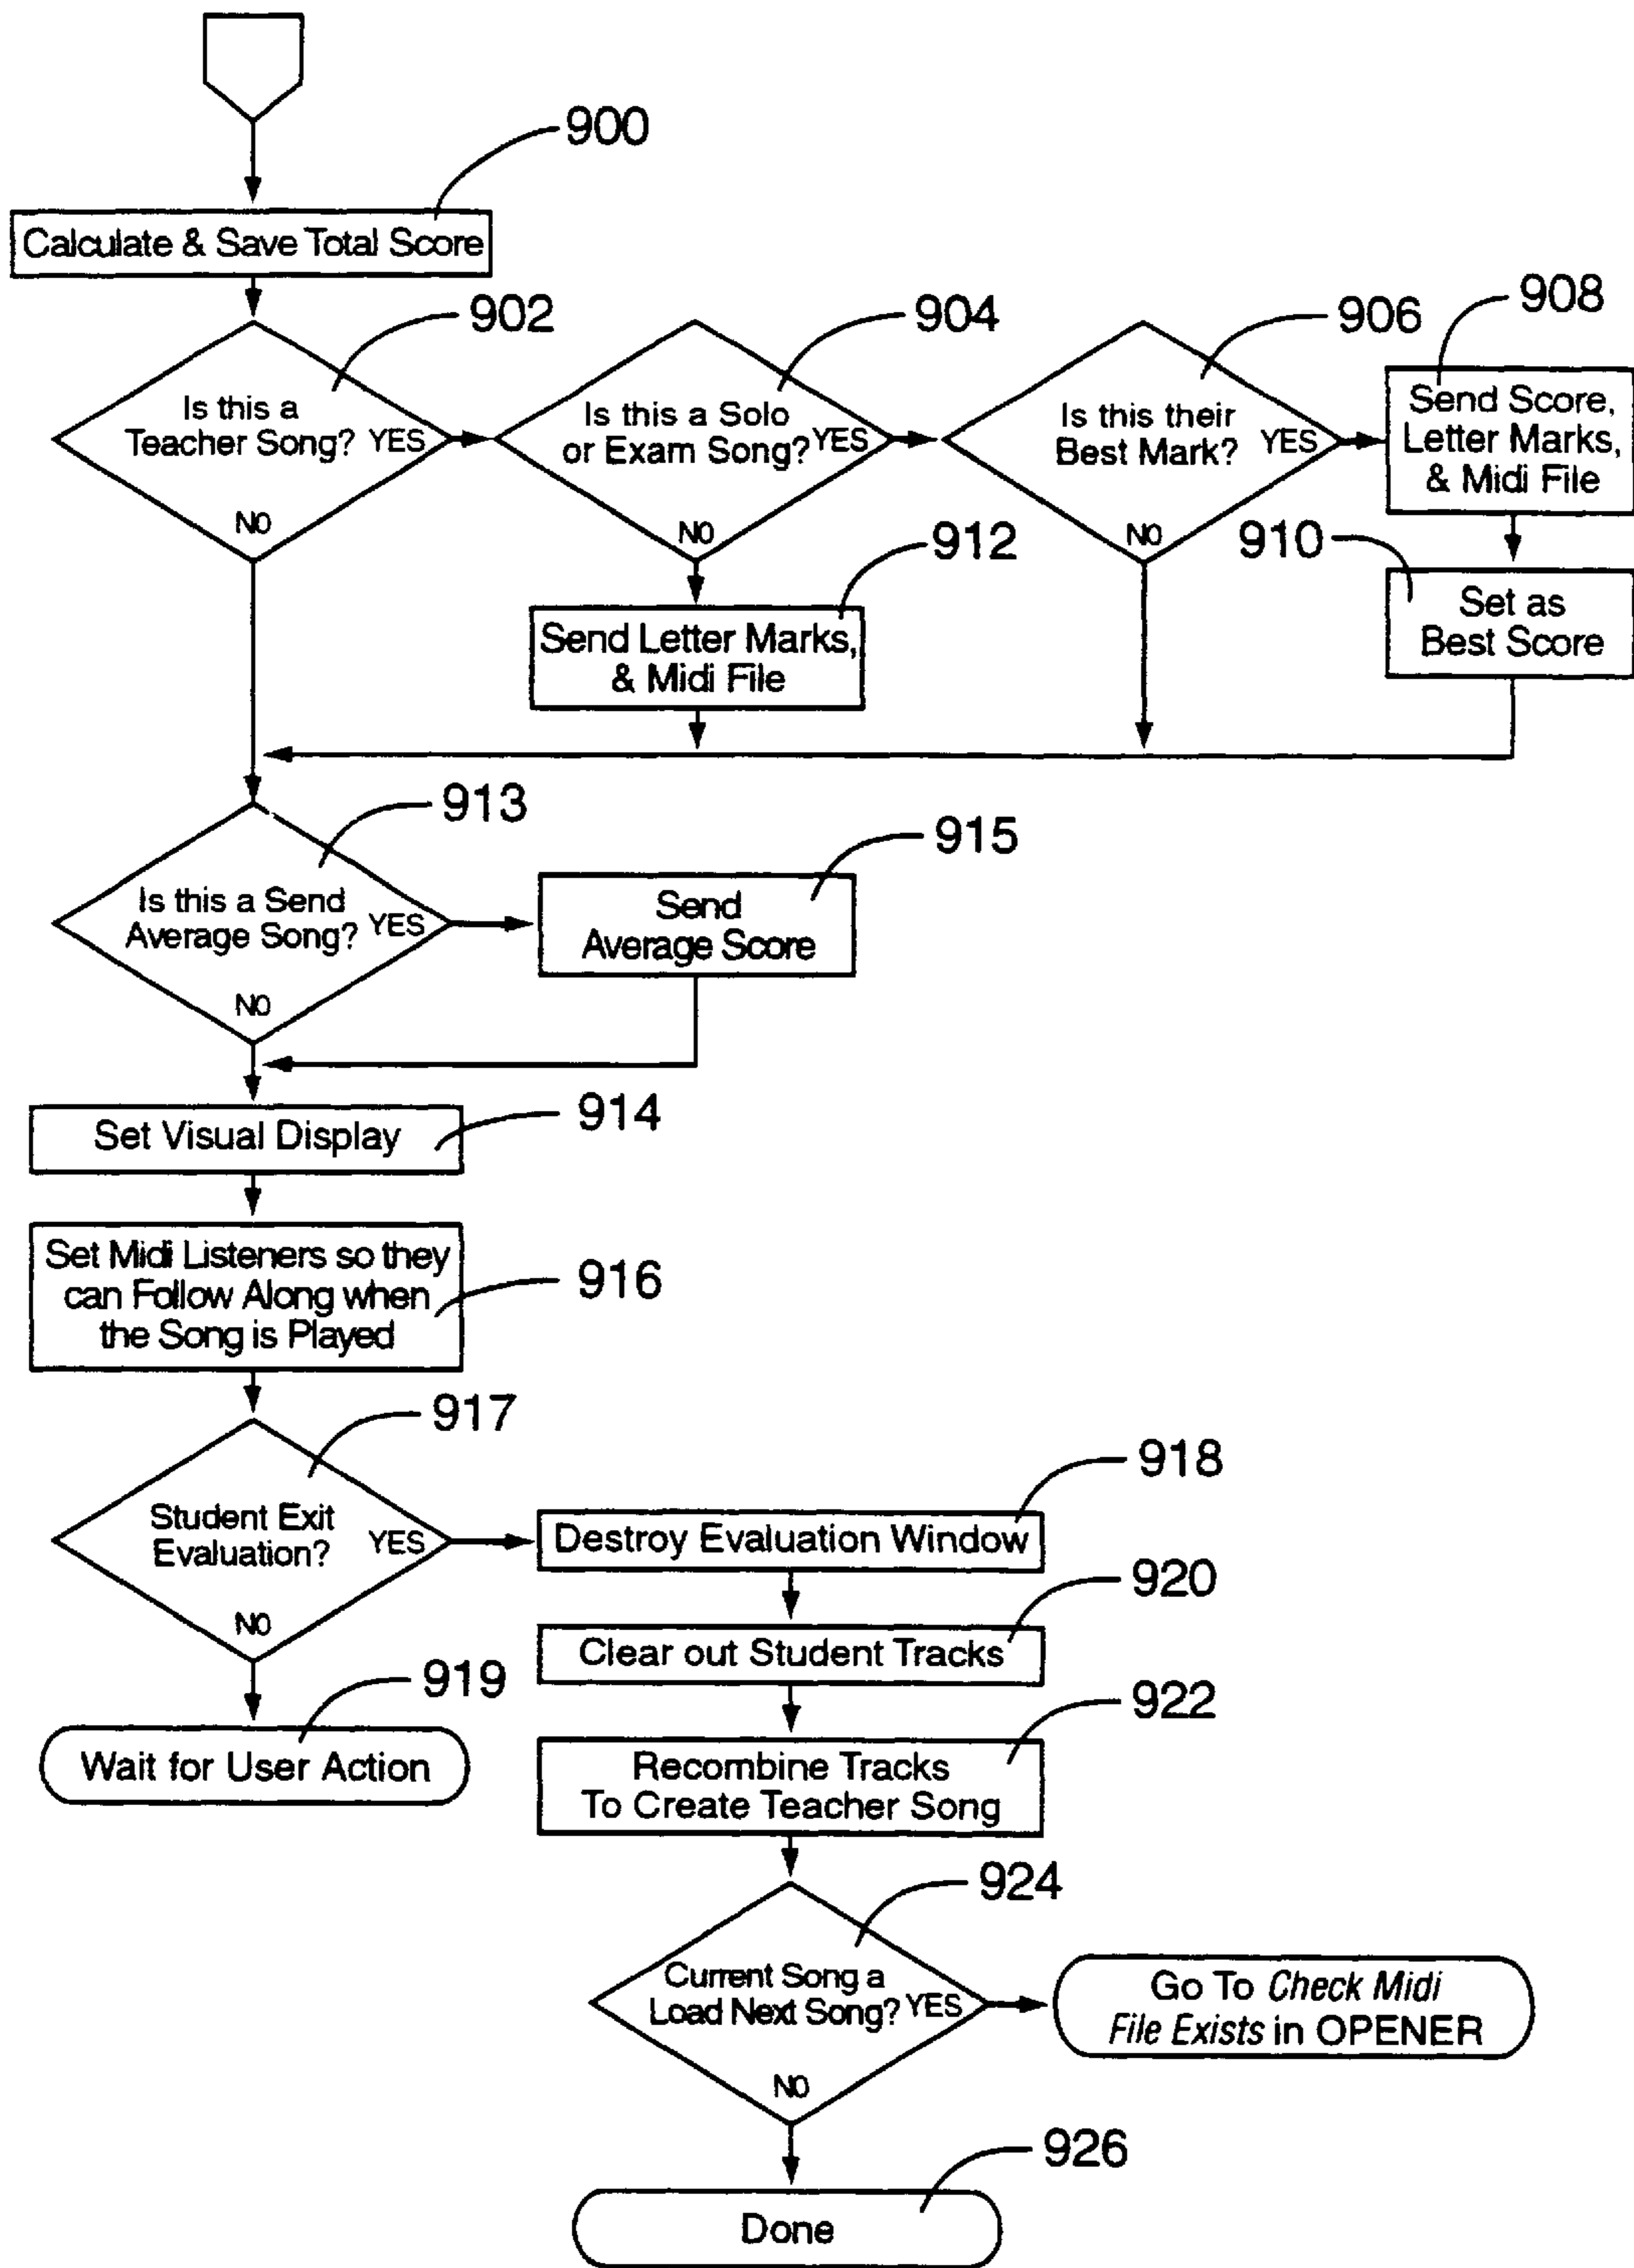 900
Calculate & Save Total Score
902
904
906
908
Is this a
Teacher Song? YES
NO
Is this a Solo
or Exam Song? YES
NO
Is this their
Best Mark? YES
NO
Send Score,
Letter Marks,
& Midi File
910
Set as
Best Score
912
Send Letter Marks,
& Midi File
913
Is this a Send
Average Song? YES
NO
915
Send
Average Score
914
Set Visual Display
916
Set Midi Listeners so they
can Follow Along when
the Song is Played
917
Student Exit
Evaluation? YES
NO
919
Wait for User Action
918
Destroy Evaluation Window
920
Clear out Student Tracks
922
Recombine Tracks
To Create Teacher Song
924
Current Song a
Load Next Song? YES
NO
Go To Check Midi
File Exists in OPENER
926
Done